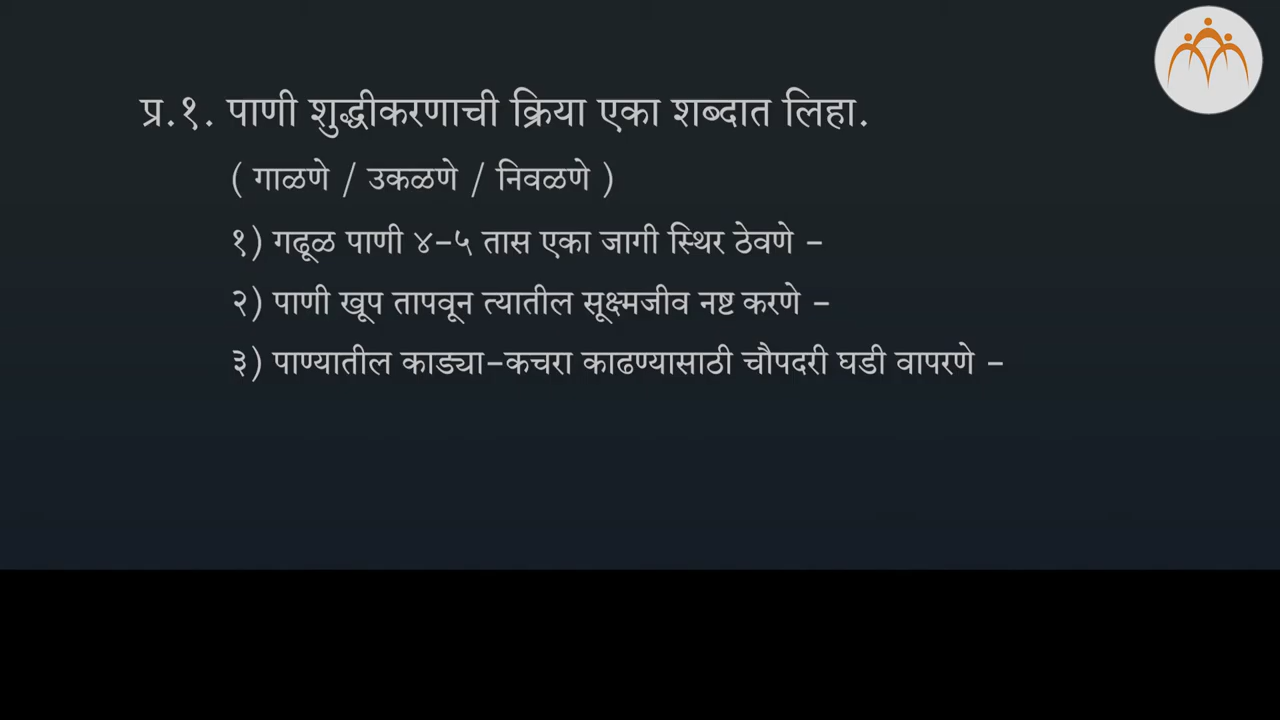 प्र.१. पाणी शुद्धीकरणाची क्रिया एका शब्दात लिहा.
( गाळणे / उकळणे / निवळणे )
१) गढूळ पाणी ४-५ तास एका जागी स्थिर ठेवणे -
२) पाणी खूप तापवून त्यातील सूक्ष्मजीव नष्ट करणे -
३) पाण्यातील काड्या-कचरा काढण्यासाठी चौपदरी घडी वापरणे -